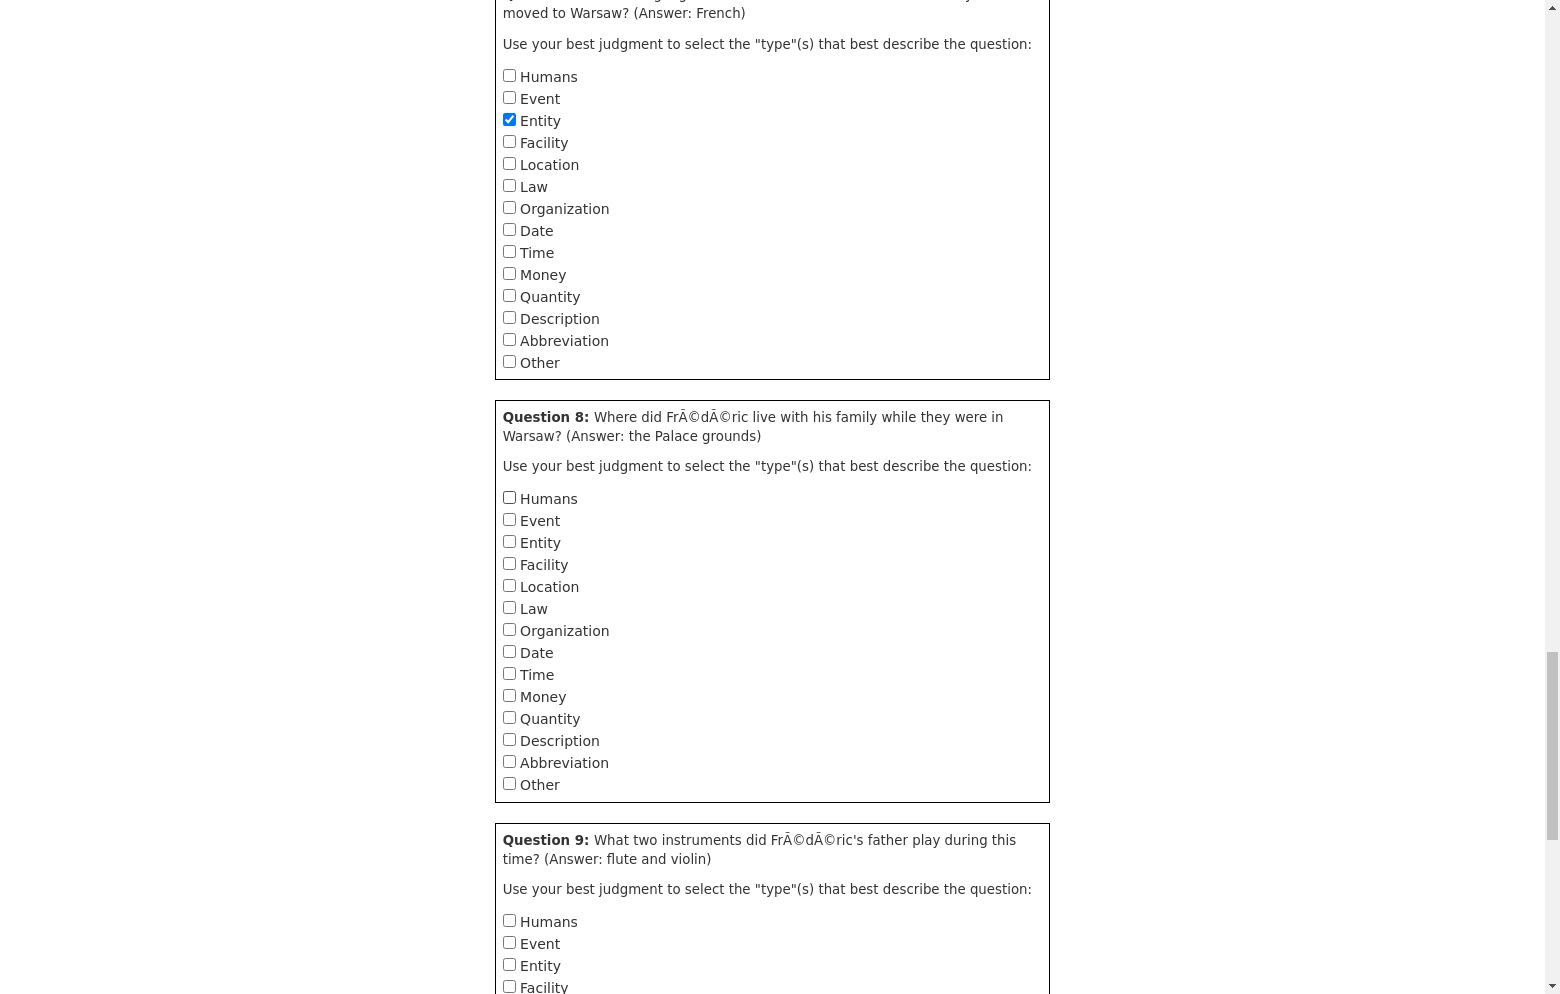 moved to Warsaw? (Answer: French)
Use your best judgment to select the "type"(s) that best describe the question:
Humans
Event
Entity
Facility
Location
Law
Organization
Date
Time
Money
Quantity
Description
Abbreviation
Other
Question 8: Where did FrÃ©dÃ©ric live with his family while they were in
Warsaw? (Answer: the Palace grounds)
Use your best judgment to select the "type"(s) that best describe the question:
Humans
Event
Entity
Facility
Location
Law
Organization
Date
Time
Money
Quantity
Description
Abbreviation
Other
Question 9: What two instruments did FrÃ©dÃ©ric's father play during this
time? (Answer: flute and violin)
Use your best judgment to select the "type"(s) that best describe the question:
Humans
Event
Entity
Facility